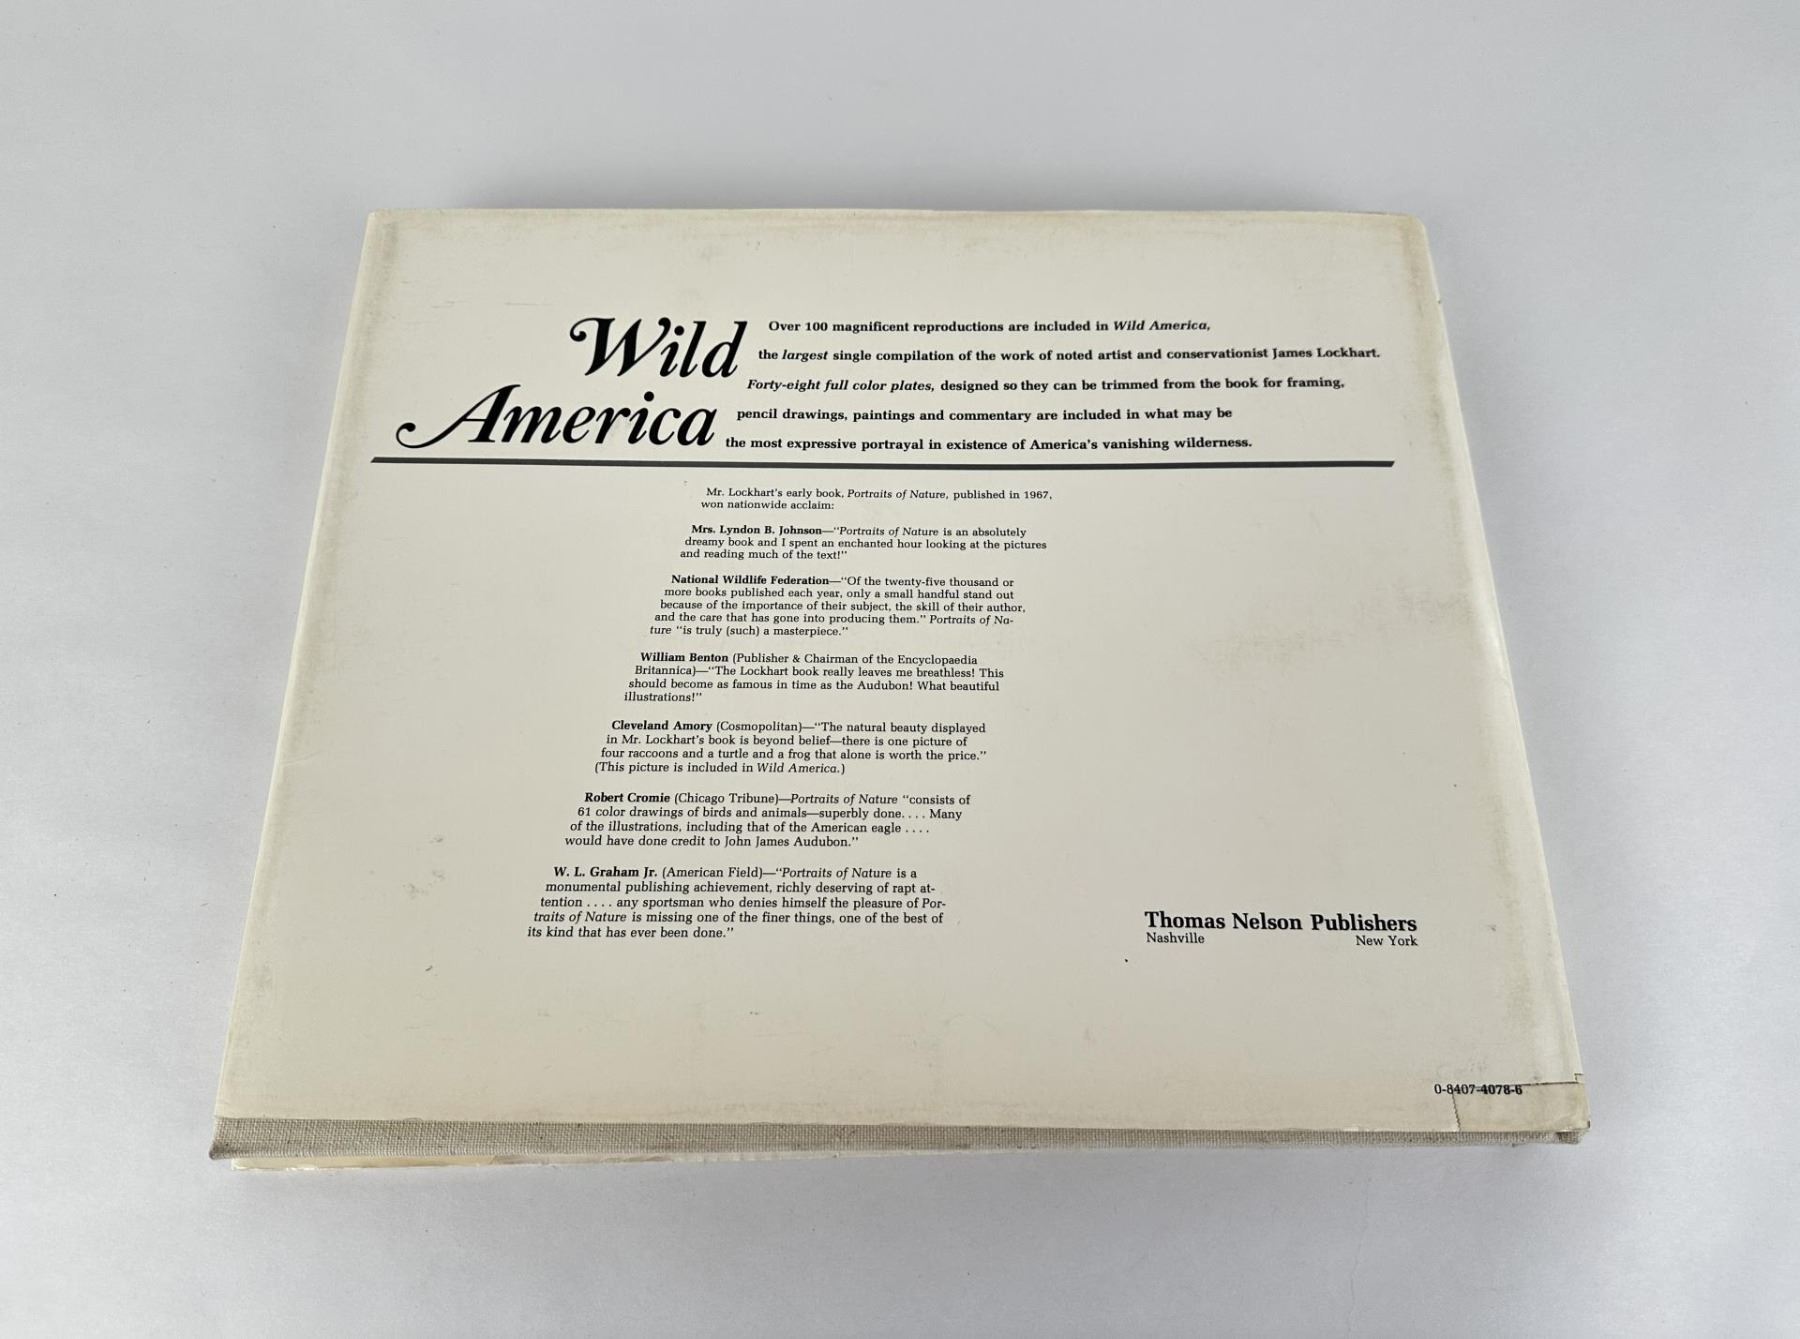 Wild
America
Over 100 magnificent reproductions are included in Wild America,
the largest single compilation of the work of noted artist and conservationist James Lockhart.
Forty-eight full color plates, designed so they can be trimmed from the book for framing,
pencil drawings, paintings and commentary are included in what may be
the most expressive portrayal in existence of America's vanishing wilderness.
Mr. Lockhart's early book, Portraits of Nature, published in 1967,
won nationwide acclaim:
Mrs. Lyndon B. Johnson—"Portraits of Nature is an absolutely
dreamy book and I spent an enchanted hour looking at the pictures
and reading much of the text!"
National Wildlife Federation—"Of the twenty-five thousand or
more books published each year, only a small handful stand out
because of the importance of their subject, the skill of their author,
and the care that has gone into producing them." Portraits of Na-
ture "is truly (such) a masterpiece."
William Benton (Publisher & Chairman of the Encyclopaedia
Britannica)—"The Lockhart book really leaves me breathless! This
should become as famous in time as the Audubon! What beautiful
illustrations!"
Cleveland Amory (Cosmopolitan)—"The natural beauty displayed
in Mr. Lockhart's book is beyond belief—there is one picture of
four raccoons and a turtle and a frog that alone is worth the price."
(This picture is included in Wild America.)
Robert Cromie (Chicago Tribune)—Portraits of Nature "consists of
61 color drawings of birds and animals—superbly done. . . . Many
of the illustrations, including that of the American eagle . . . .
would have done credit to John James Audubon."
W. L. Graham Jr. (American Field)—"Portraits of Nature is a
monumental publishing achievement, richly deserving of rapt at-
tention . . . . any sportsman who denies himself the pleasure of Por-
traits of Nature is missing one of the finer things, one of the best of
its kind that has ever been done."
Thomas Nelson Publishers
Nashville New York
0-8407-4078-6